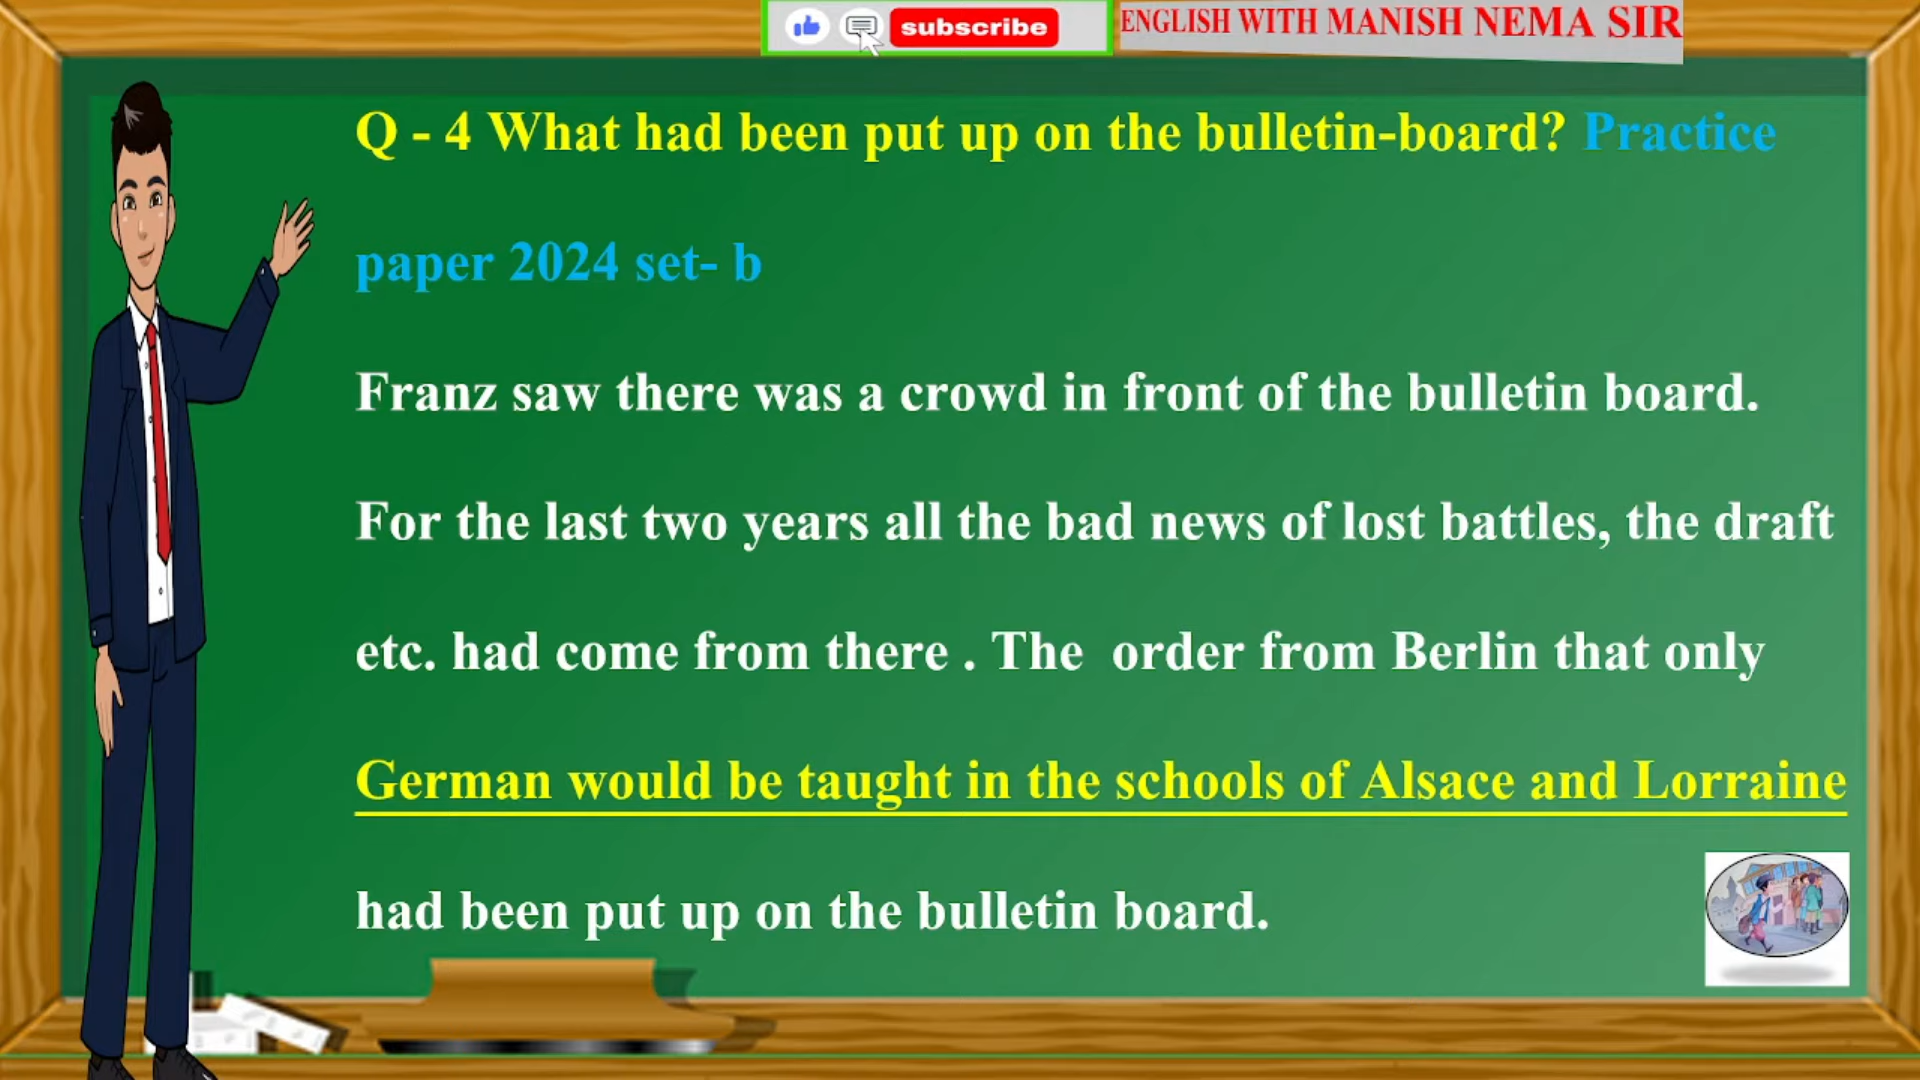 subscribe
ENGLISH WITH MANISH NEMA SIR
Q - 4 What had been put up on the bulletin-board? Practice
paper 2024 set- b
Franz saw there was a crowd in front of the bulletin board.
For the last two years all the bad news of lost battles, the draft
etc. had come from there . The order from Berlin that only
German would be taught in the schools of Alsace and Lorraine
had been put up on the bulletin board.